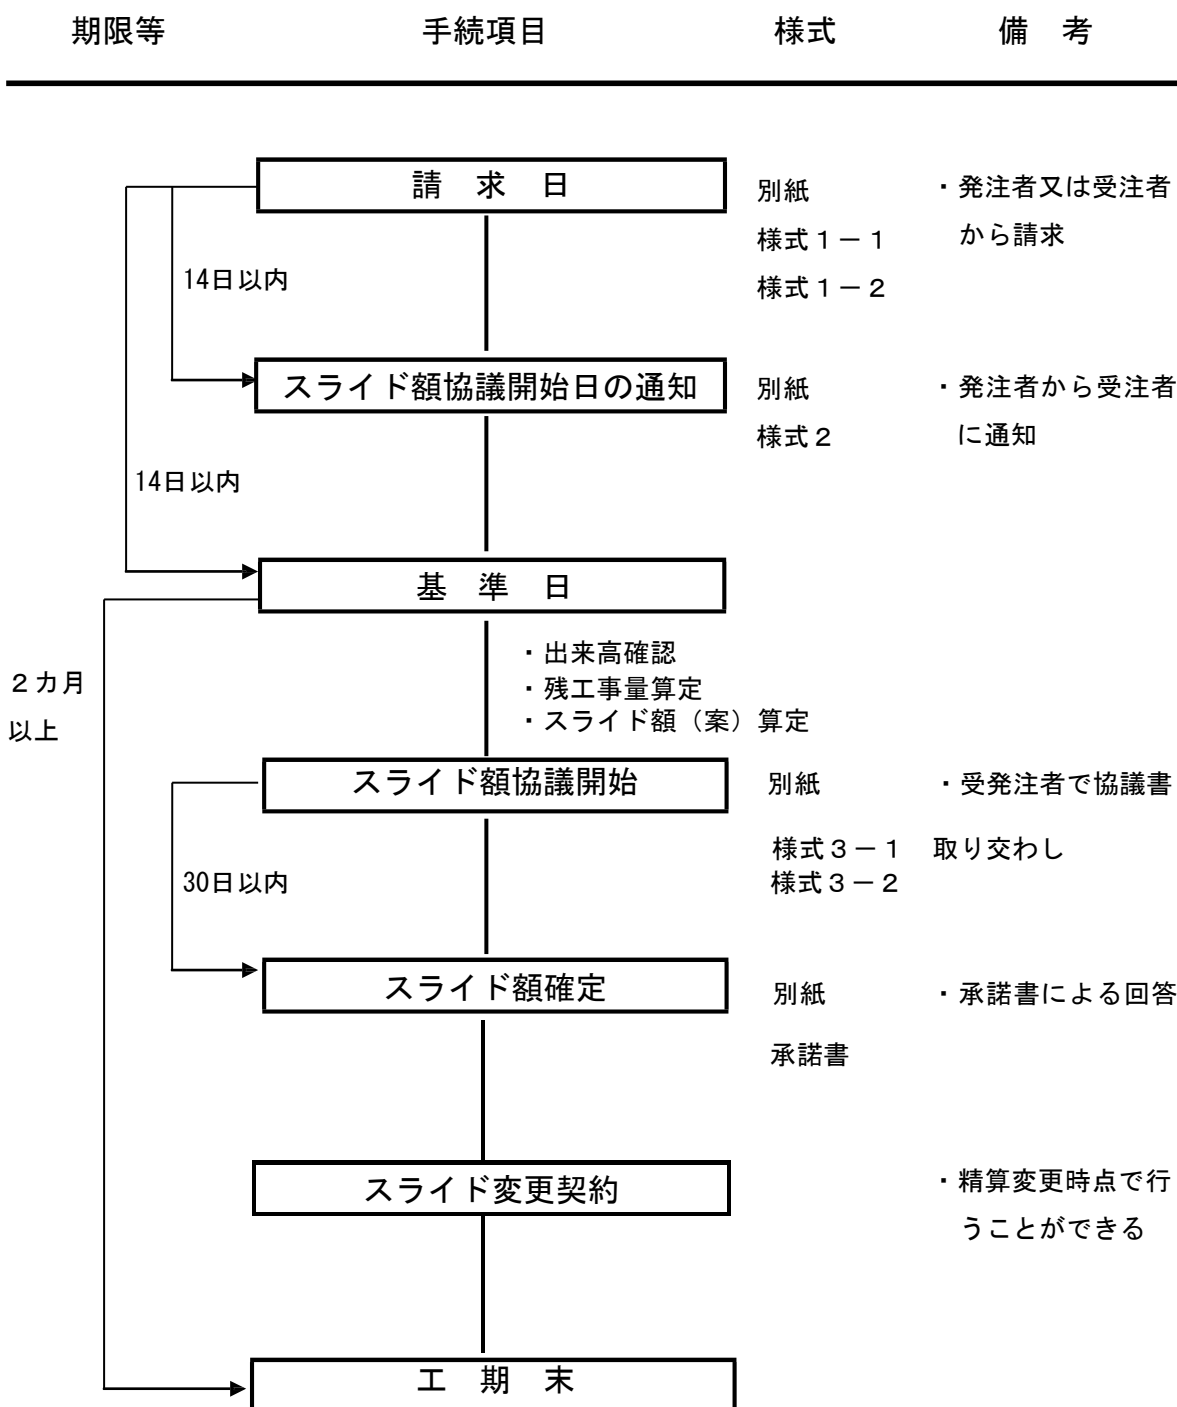 期限等 手続項目 様式 備 考
請 求 日 別紙 ・発注者又は受注者
様式１－１ から請求
14日以内 様式１－２
スライド額協議開始日の通知 別紙 ・発注者から受注者
様式２ に通知
14日以内
基 準 日
・出来高確認
２カ月 ・残工事量算定
以上 ・スライド額（案）算定
スライド額協議開始 別紙 ・受発注者で協議書
様式３－１ 取り交わし
30日以内 様式３－２
スライド額確定 別紙 ・承諾書による回答
承諾書
スライド変更契約 ・精算変更時点で行
うことができる
工 期 末